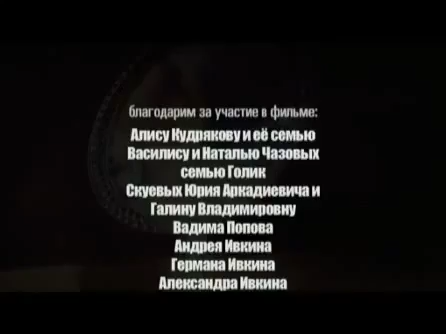 благодарим за участие в фильме:
Алису Кудрякову и её семью
Василису и Наталью Чазовых
семью Голик
Скуевых Юрия Аркадиевича и
Галину Владимировну
Вадима Попова
Андрея Ивкина
Германа Ивкина
Александра Ивкина